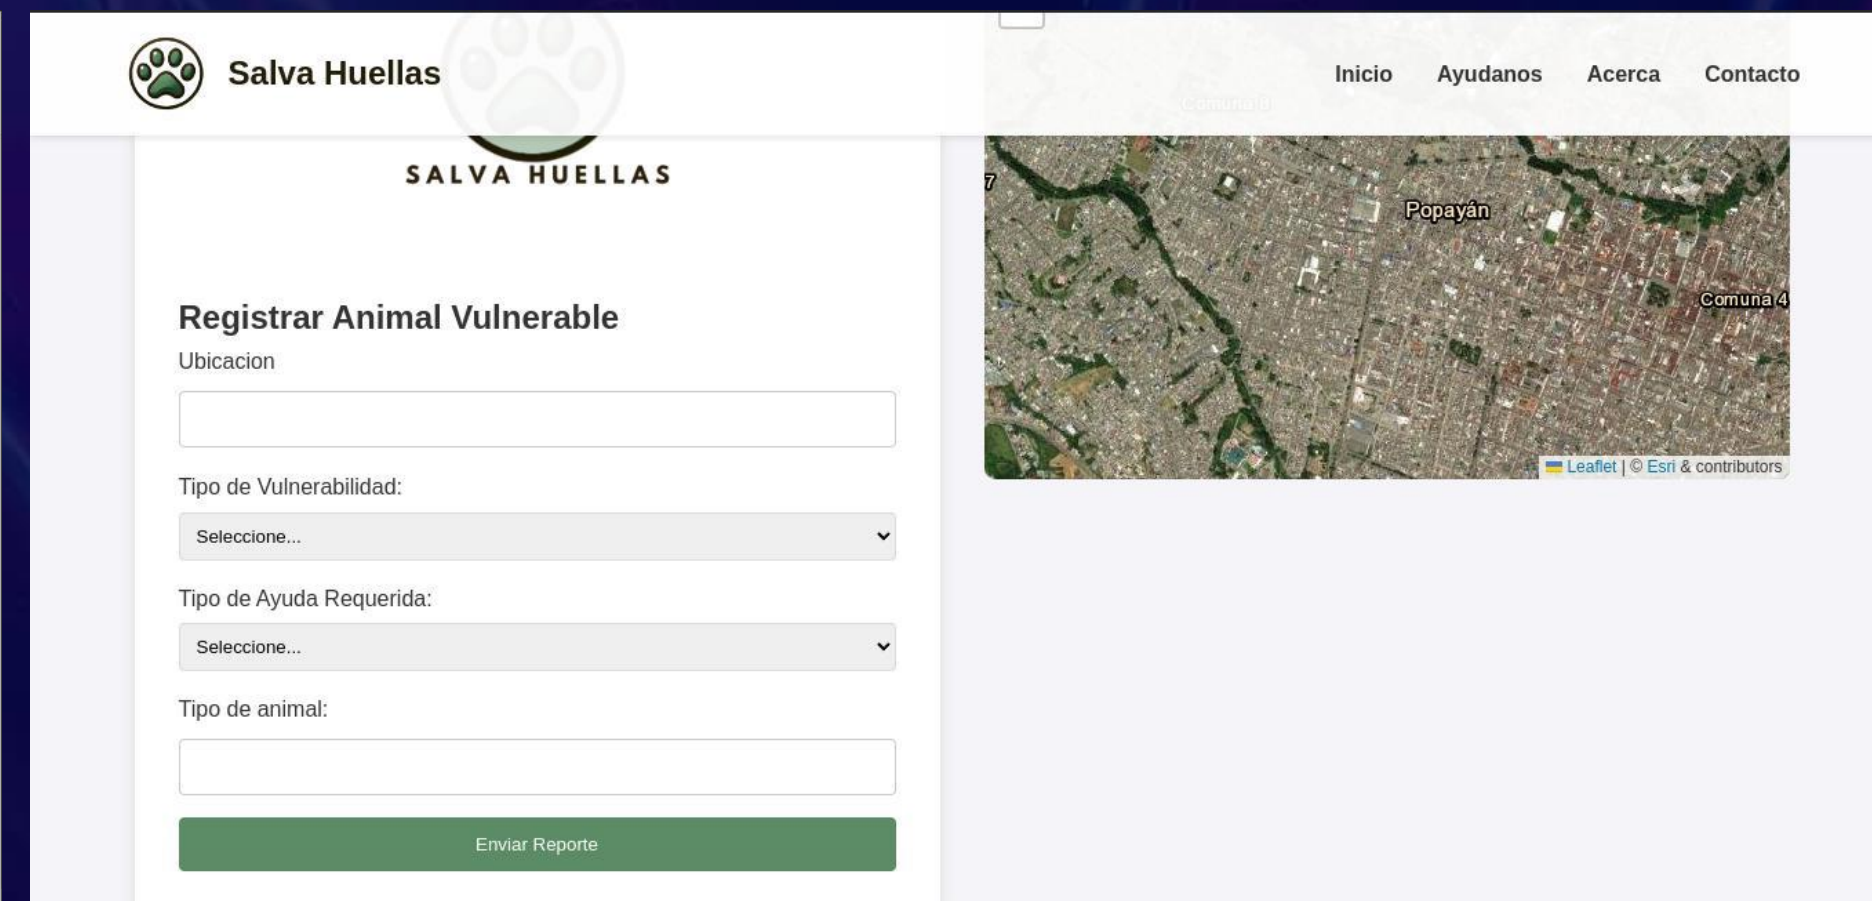 Salva Huellas
Inicio
Ayudanos
Acerca
Contacto
SALVA HUELLAS
Registrar Animal Vulnerable
Ubicacion
Tipo de Vulnerabilidad:
Seleccione...
Tipo de Ayuda Requerida:
Seleccione...
Tipo de animal:
Enviar Reporte
7
Popayán
Comuna 4
Leaflet | © Esri & contributors